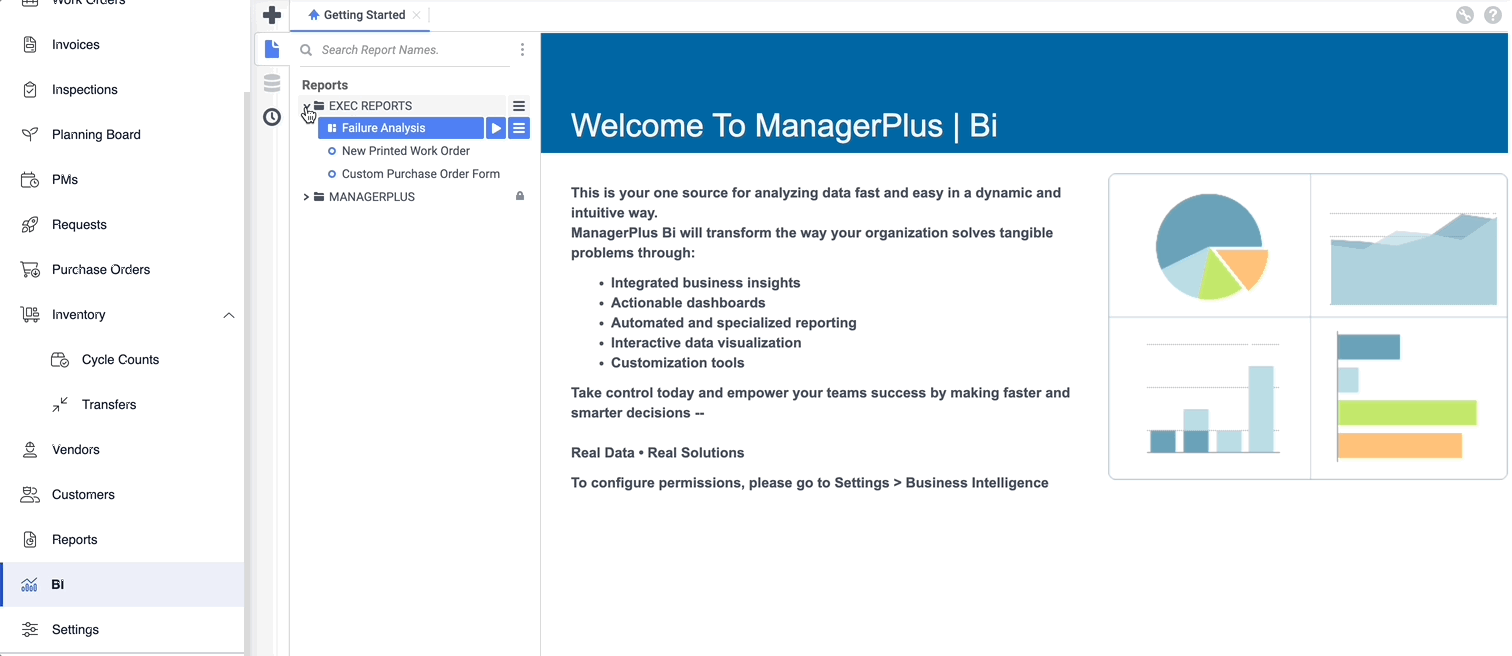 Work Orders
Invoices
Inspections
Planning Board
PMs
Requests
Purchase Orders
Inventory
Cycle Counts
Transfers
Vendors
Customers
Reports
BI
Settings
Getting Started
Search Report Names.
Reports
EXEC REPORTS
Failure Analysis
New Printed Work Order
Custom Purchase Order Form
MANAGERPLUS
Welcome To ManagerPlus | Bi
This is your one source for analyzing data fast and easy in a dynamic and
intuitive way.
ManagerPlus Bi will transform the way your organization solves tangible
problems through:
• Integrated business insights
• Actionable dashboards
• Automated and specialized reporting
• Interactive data visualization
• Customization tools
Take control today and empower your teams success by making faster and
smarter decisions --
Real Data • Real Solutions
To configure permissions, please go to Settings > Business Intelligence